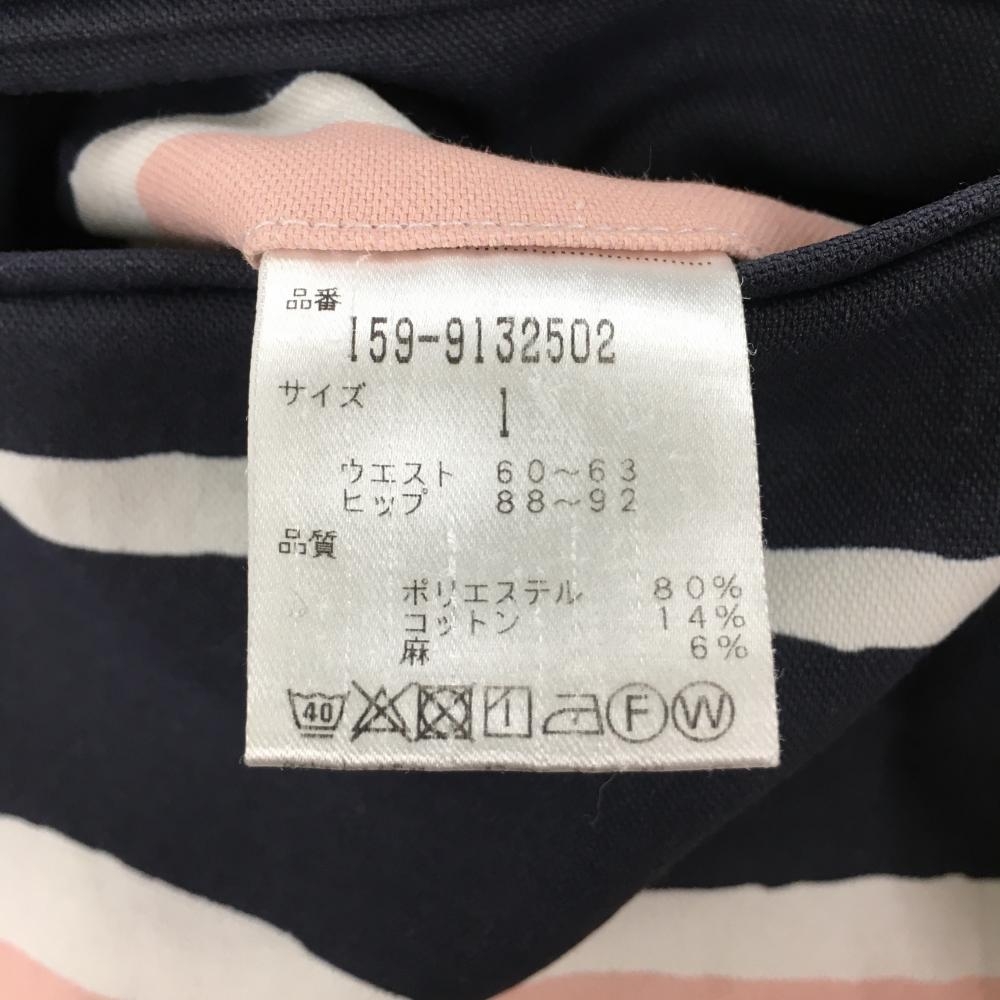 品番
159-9132502
サイズ
1
ウエスト 60～63
ヒップ 88～92
品質
ポリエステル 80%
コットン 14%
麻 6%
40 F W